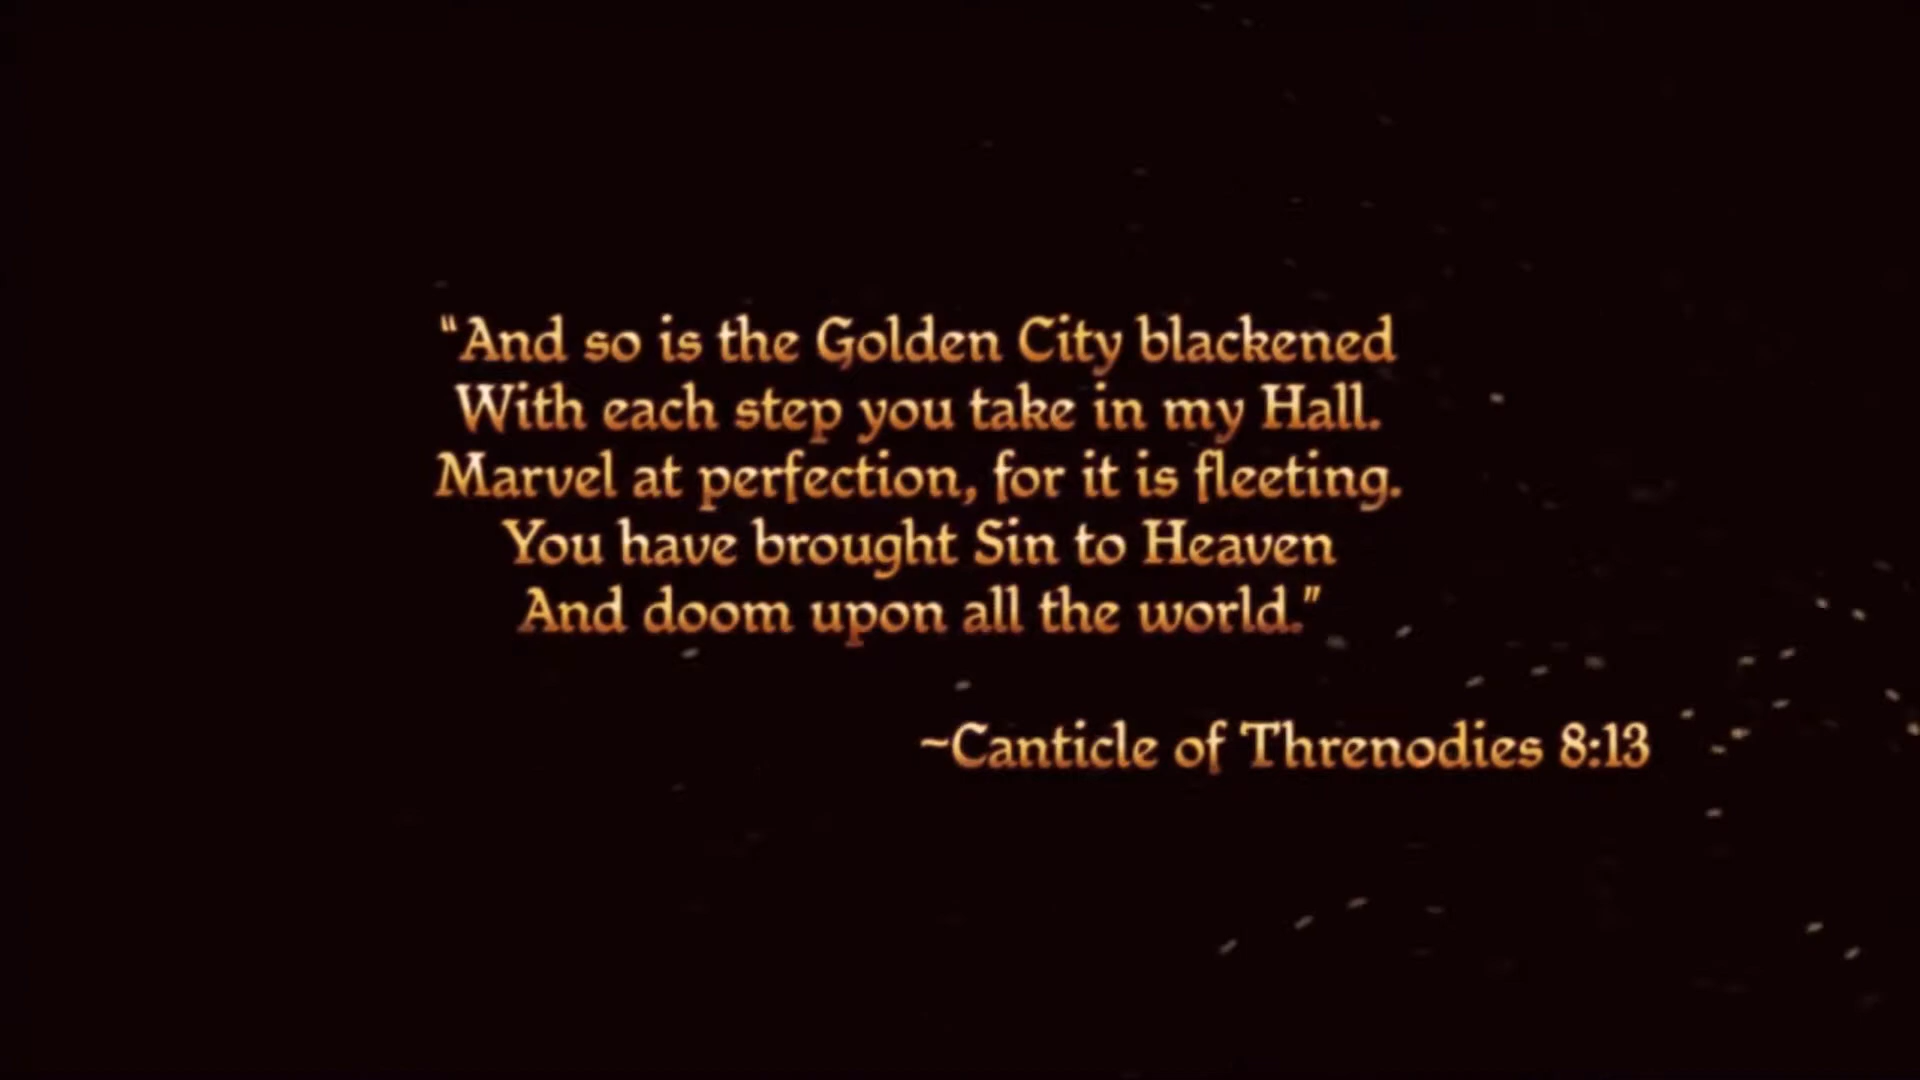 “And so is the Golden City blackened
With each step you take in my Hall.
Marvel at perfection, for it is fleeting.
You have brought Sin to Heaven
And doom upon all the world.”
~Canticle of Threnodies 8:13